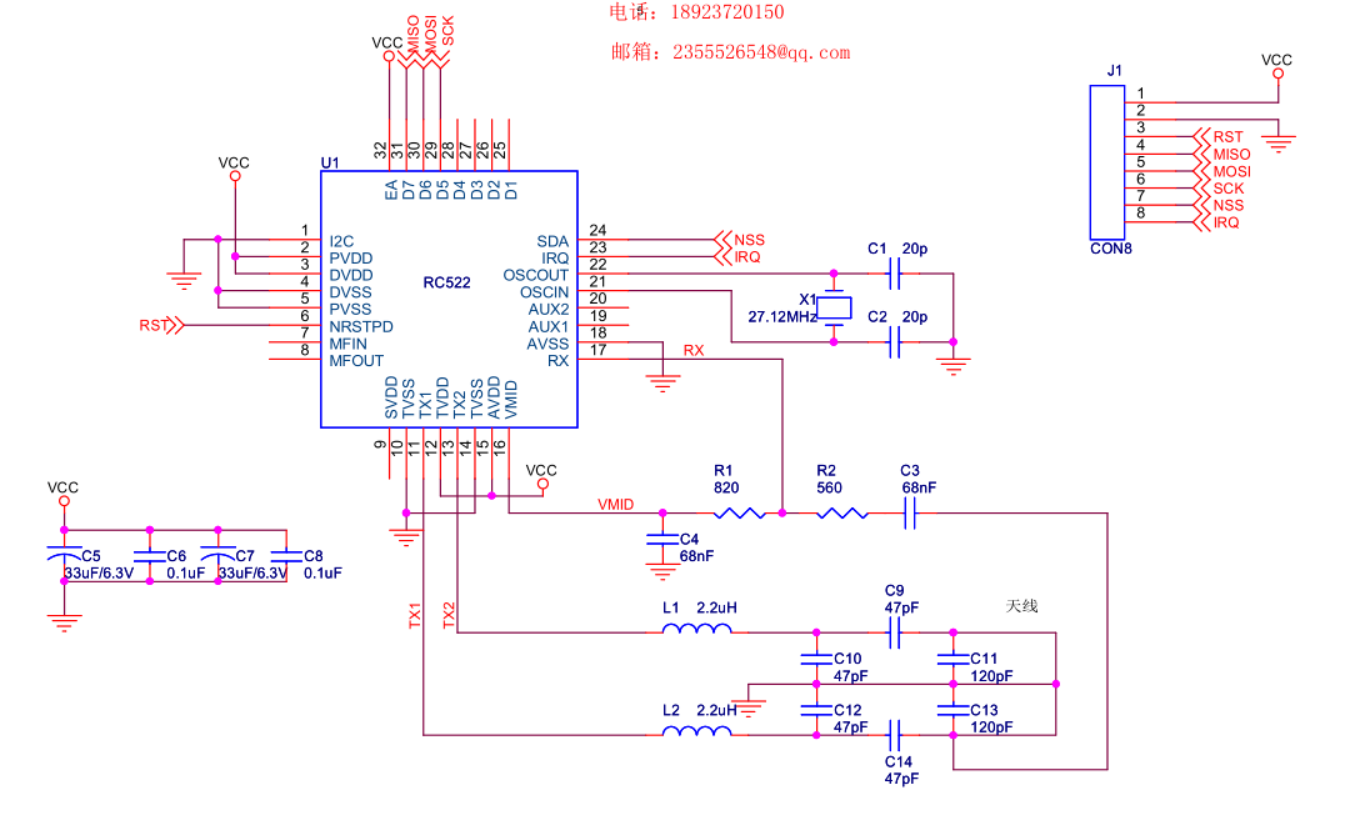 电话：18923720150
邮箱：2355526548@qq.com
VCC
MISO
MOSI
SCK
32
31
30
29
28
27
26
25
U1
EA
D7
D6
D5
D4
D3
D2
D1
VCC
1
2
3
4
5
6
7
8
I2C
PVDD
DVDD
DVSS
PVSS
NRSTPD
MFIN
MFOUT
RST
RC522
SDA
IRQ
OSCOUT
OSCIN
AUX2
AUX1
AVSS
RX
24
23
22
21
20
19
18
17
NSS
IRQ
RX
C1 20p
X1
27.12MHz
C2 20p
J1
VCC
1
2
3
4
5
6
7
8
RST
MISO
MOSI
SCK
NSS
IRQ
CON8
SVDD
TVSS
TX1
TVDD
TX2
TVSS
AVDD
VMID
9
10
11
12
13
14
15
16
VCC
VMID
R1
820
R2
560
C3
68nF
C4
68nF
VCC
C5
33uF/6.3V
C6
0.1uF
C7
33uF/6.3V
C8
0.1uF
TX1
TX2
L1 2.2uH
C9
47pF
天线
C10
47pF
C11
120pF
L2 2.2uH
C12
47pF
C13
120pF
C14
47pF